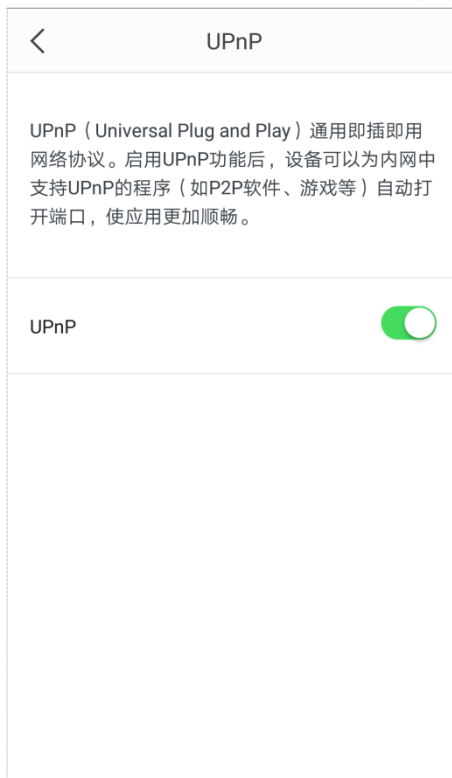 UPnP
UPnP（Universal Plug and Play）通用即插即用
网络协议。启用UPnP功能后，设备可以为内网中
支持UPnP的程序（如P2P软件、游戏等）自动打
开端口，使应用更加顺畅。
UPnP